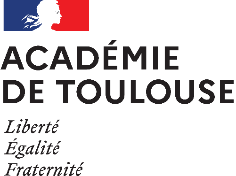 ACADÉMIE
DE TOULOUSE
Liberté
Égalité
Fraternité